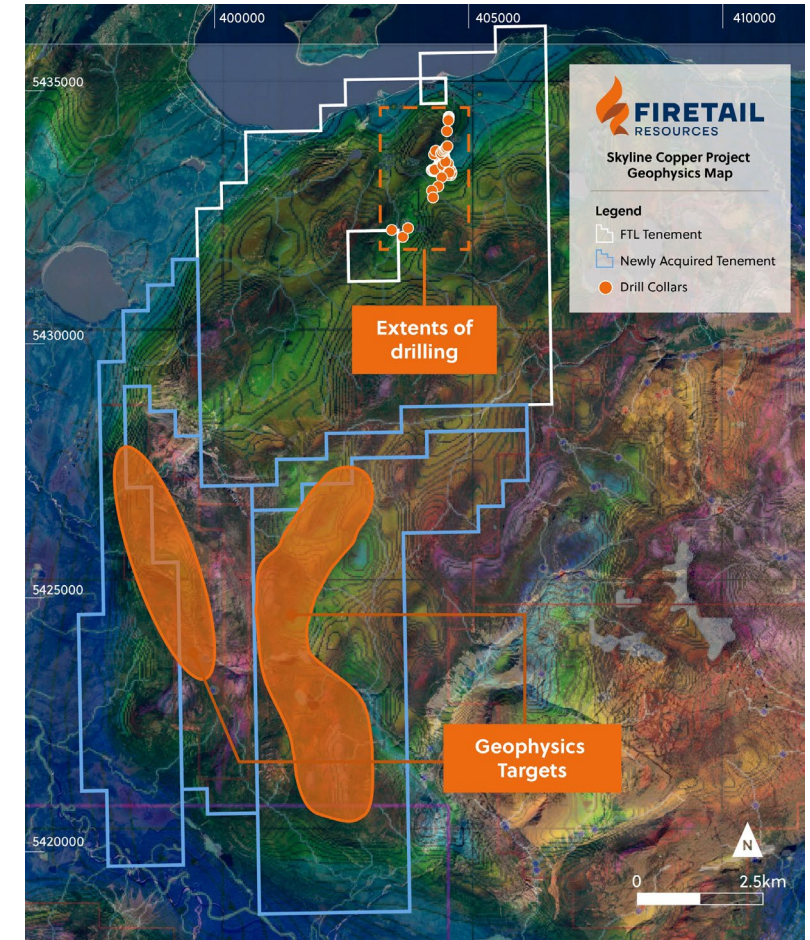 400000
405000
410000
5435000
FIRETAIL
RESOURCES
Skyline Copper Project
Geophysics Map
Legend
FTL Tenement
Newly Acquired Tenement
Drill Collars
5430000
Extents of
drilling
5425000
Geophysics
Targets
5420000
N
0
2.5km